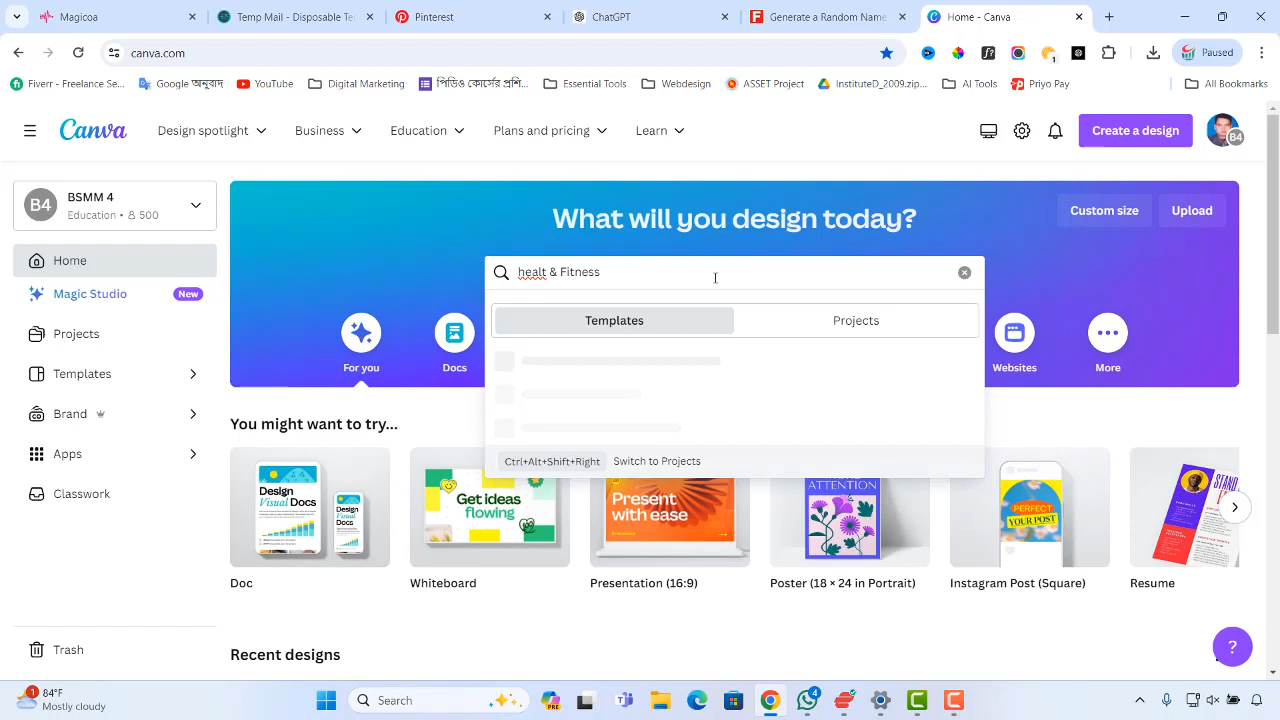 Magica
Temp Mail - Disposable Ter
Pinterest
ChatGPT
Generate a Random Name
Home - Canva
canva.com
1
Paused
Fiverr - Freelance Se
Google অনুবাদ
YouTube
Digital Marketing
Essential Tools
Webdesign
ASSET Project
InstituteD_2009.zip...
AI Tools
Priyo Pay
All Bookmarks
Canva
Design spotlight
Business
Education
Plans and pricing
Learn
Create a design
B4
B4
BSMM 4
Education • 500
What will you design today?
Custom size
Upload
Home
healt & Fitness
Magic Studio
New
Templates
Projects
Projects
For you
Docs
Websites
More
Templates
Brand
You might want to try...
Apps
Ctrl+Alt+Shift+Right
Switch to Projects
Classwork
Design
Visual Docs
Get ideas
flowing
Present
with ease
ATTENTION
PERFECT
YOUR POST
Doc
Whiteboard
Presentation (16:9)
Poster (18 × 24 in Portrait)
Instagram Post (Square)
Resume
Trash
Recent designs
?
1
84°F
Mostly cloudy
Search
4